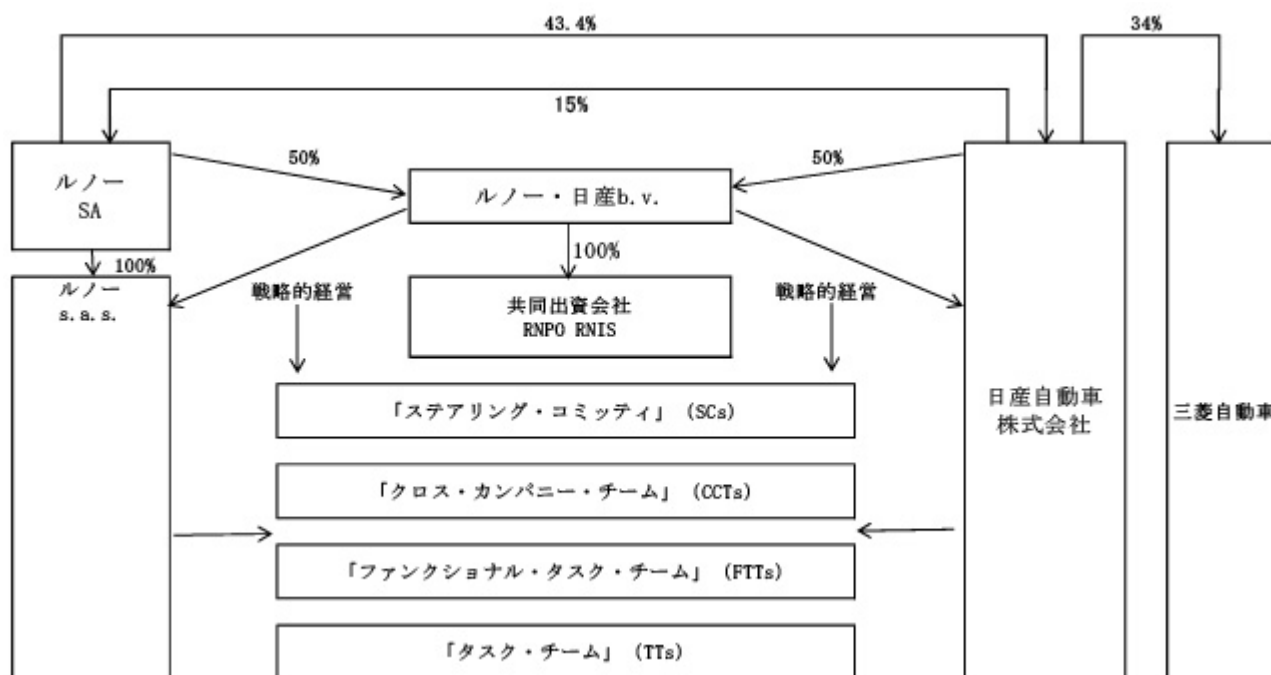 43.4%
34%
15%
ルノー
SA
50%
ルノー・日産b.v.
50%
100%
100%
ルノー
s.a.s.
戦略的経営
共同出資会社
RNPO RNIS
戦略的経営
「ステアリング・コミッティ」(SCs)
日産自動車
株式会社
三菱自動車
「クロス・カンパニー・チーム」(CCTs)
「ファンクショナル・タスク・チーム」(FTTs)
「タスク・チーム」(TTs)